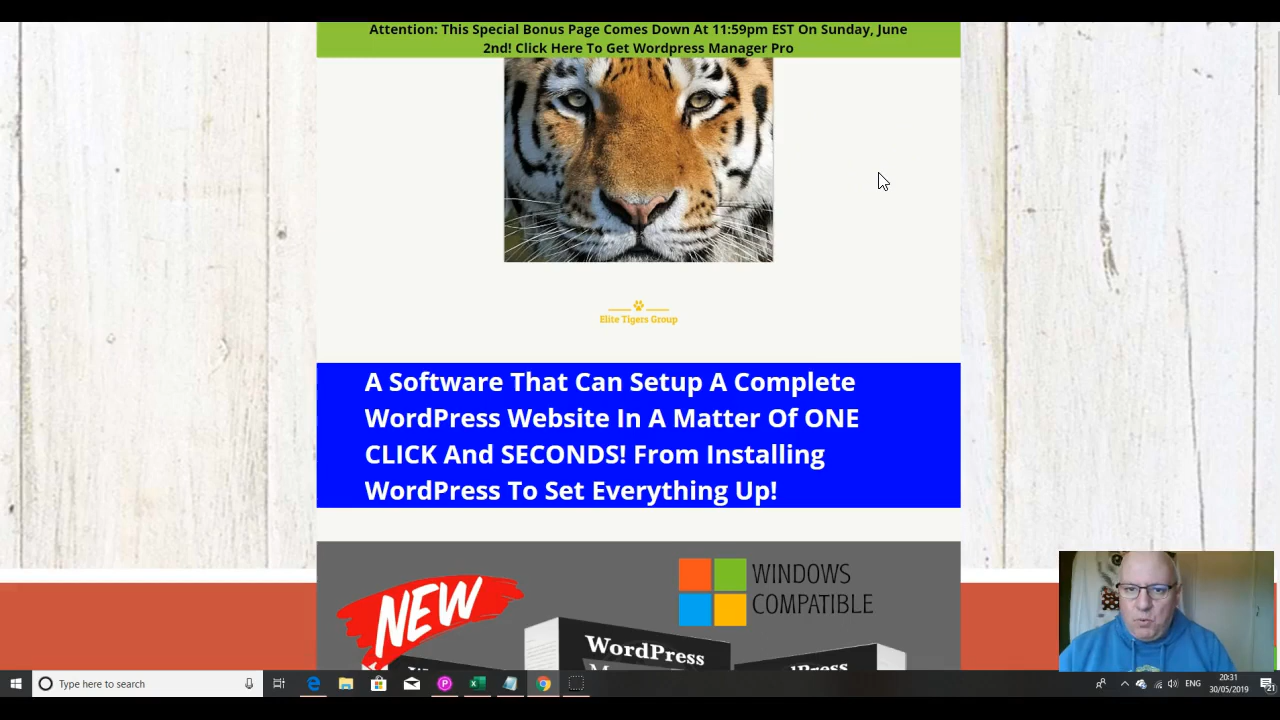 Attention: This Special Bonus Page Comes Down At 11:59pm EST On Sunday, June
2nd! Click Here To Get Wordpress Manager Pro
Elite Tigers Group
A Software That Can Setup A Complete
WordPress Website In A Matter Of ONE
CLICK And SECONDS! From Installing
WordPress To Set Everything Up!
NEW
WINDOWS
COMPATIBLE
WordPress
Type here to search
ENG
20:31
30/05/2019
21